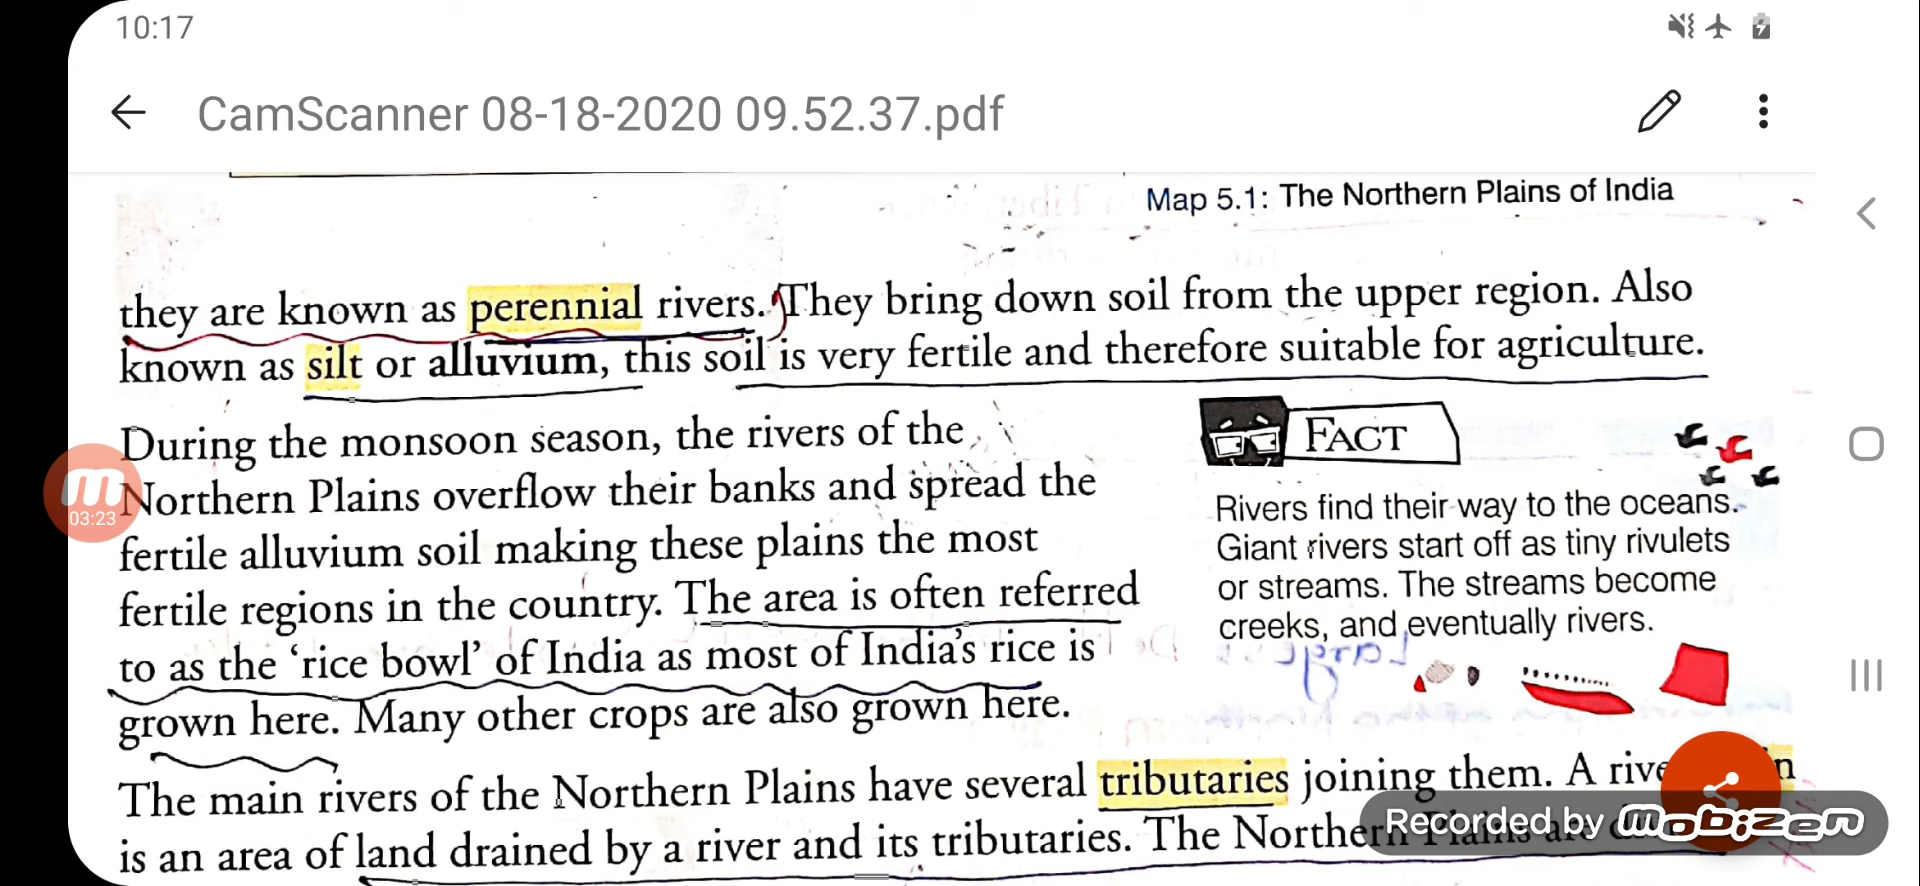 10:17
CamScanner 08-18-2020 09.52.37.pdf
Map 5.1: The Northern Plains of India
they are known as perennial rivers. They bring down soil from the upper region. Also
known as silt or alluvium, this soil is very fertile and therefore suitable for agriculture.
During the monsoon season, the rivers of the
Northern Plains overflow their banks and spread the
fertile alluvium soil making these plains the most
fertile regions in the country. The area is often referred
to as the ‘rice bowl’ of India as most of India’s rice is
grown here. Many other crops are also grown here.
FACT
Rivers find their way to the oceans.
Giant rivers start off as tiny rivulets
or streams. The streams become
creeks, and eventually rivers.
03:23
The main rivers of the Northern Plains have several tributaries joining them. A
is an area of land drained by a river and its tributaries. The Northern Plains are
Recorded by mobizen